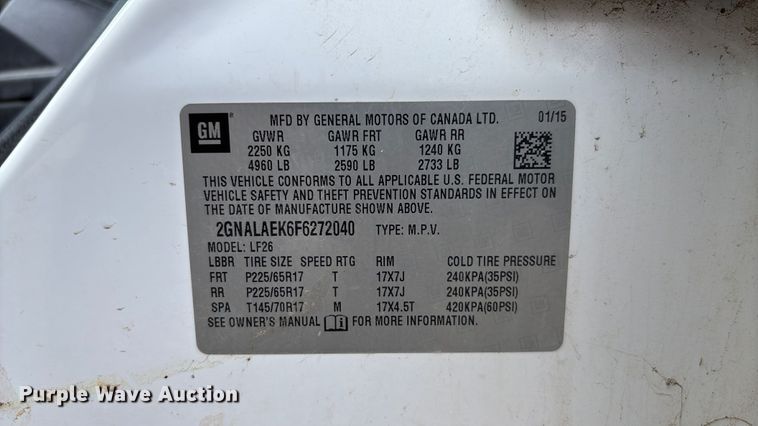 MFD BY GENERAL MOTORS OF CANADA LTD. 01/15
GM
GVWR GAWR FRT GAWR RR
2250 KG 1175 KG 1240 KG
4960 LB 2590 LB 2733 LB
THIS VEHICLE CONFORMS TO ALL APPLICABLE U.S. FEDERAL MOTOR
VEHICLE SAFETY AND THEFT PREVENTION STANDARDS IN EFFECT ON
THE DATE OF MANUFACTURE SHOWN ABOVE.
2GNALAEK6F6272040 TYPE: M.P.V.
MODEL: LF26
LBBR TIRE SIZE SPEED RTG RIM COLD TIRE PRESSURE
FRT P225/65R17 T 17X7J 240KPA(35PSI)
RR P225/65R17 T 17X7J 240KPA(35PSI)
SPA T145/70R17 M 17X4.5T 420KPA(60PSI)
SEE OWNER'S MANUAL FOR MORE INFORMATION.
Purple Wave Auction